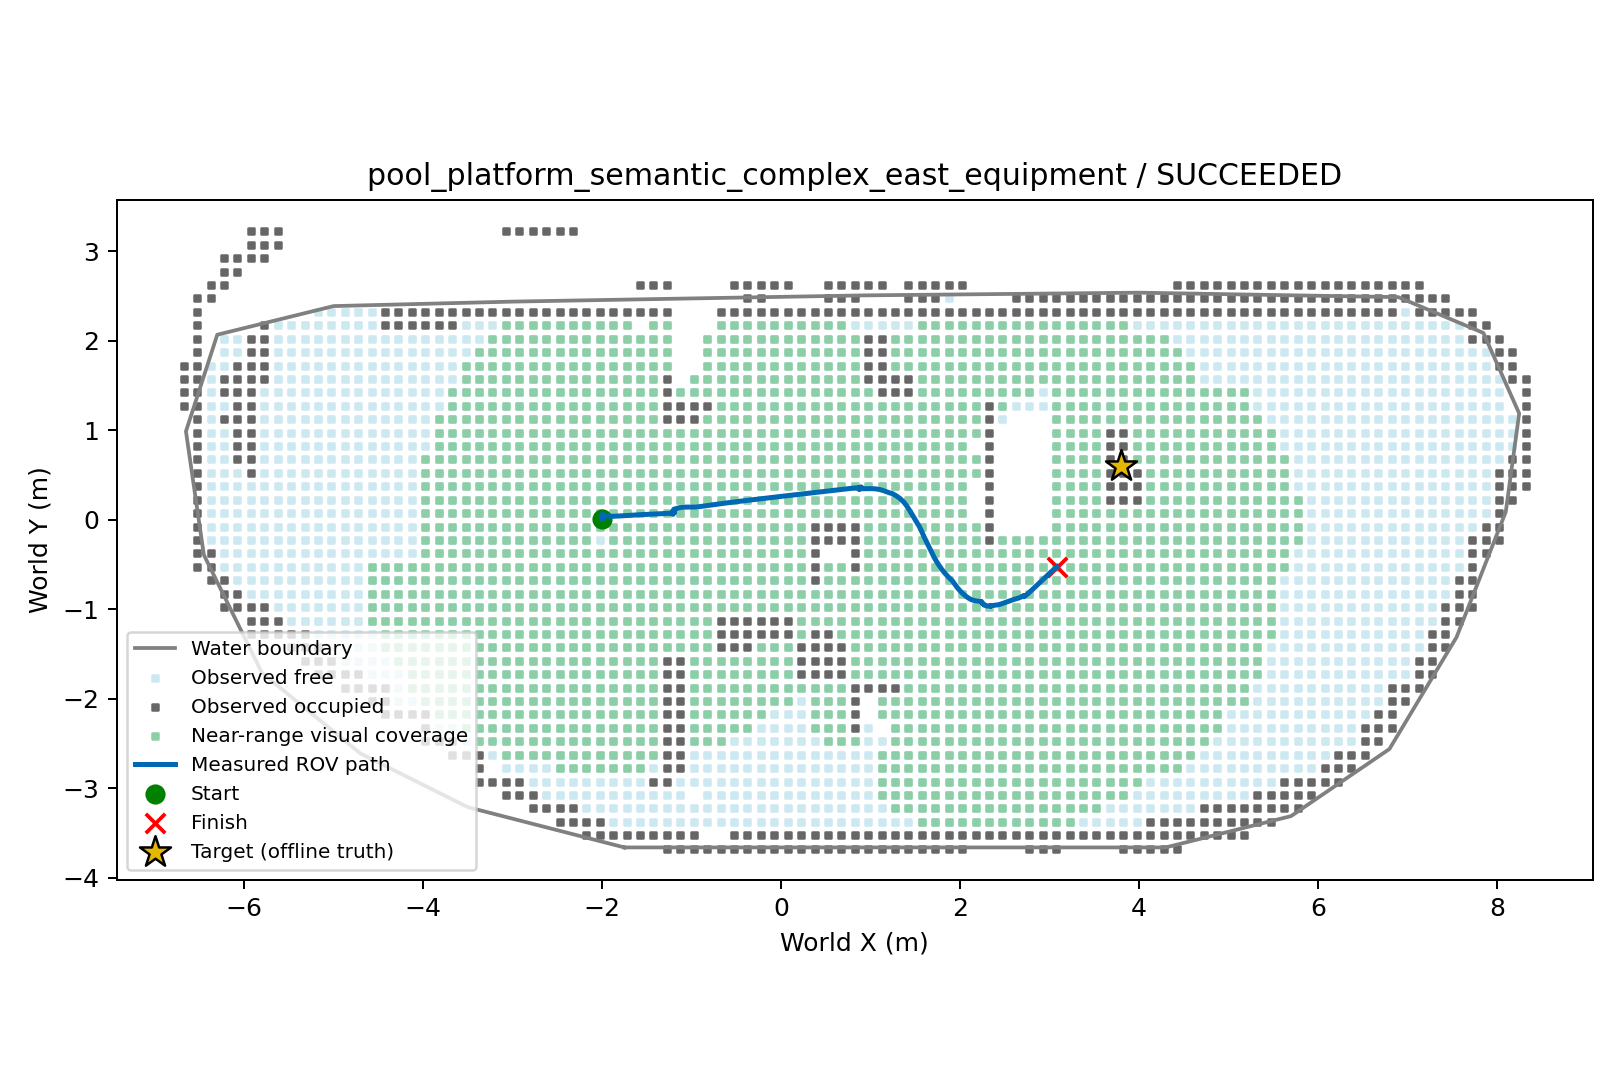 pool_platform_semantic_complex_east_equipment / SUCCEEDED
World Y (m)
3
2
1
0
−1
−2
−3
−4
Water boundary
Observed free
Observed occupied
Near-range visual coverage
Measured ROV path
Start
Finish
Target (offline truth)
−6
−4
−2
0
2
4
6
8
World X (m)